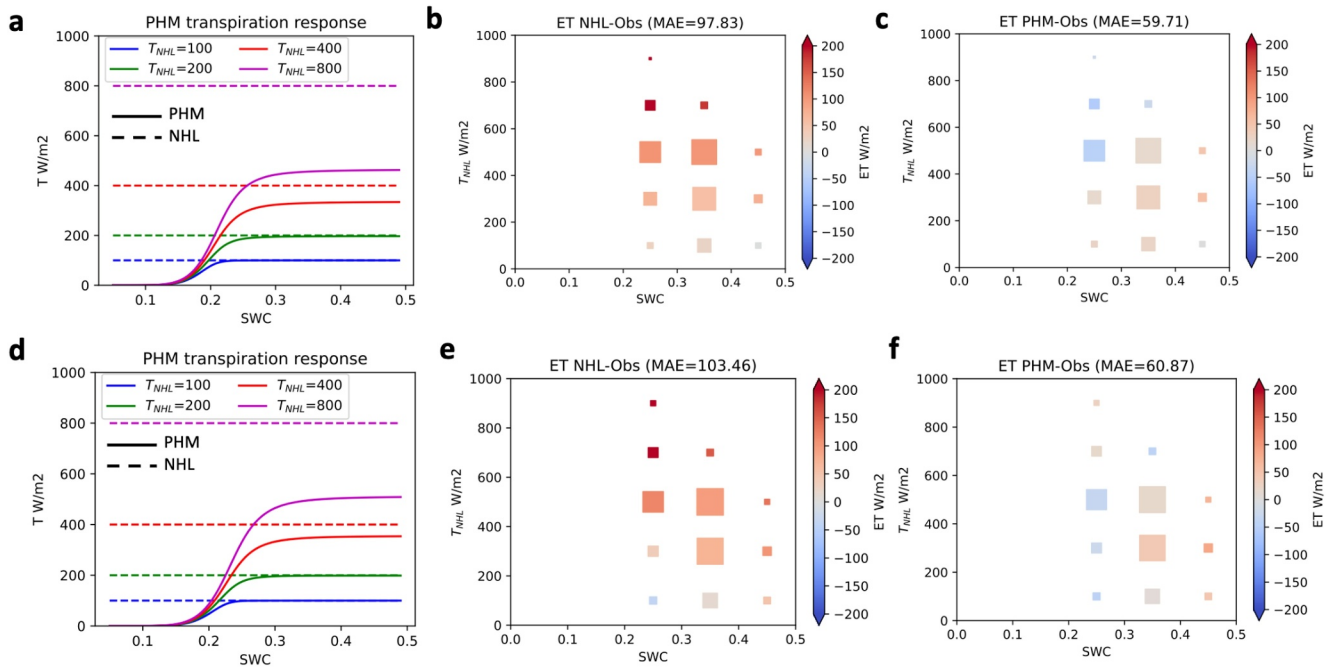 a
PHM transpiration response
1000
800
600
400
200
0
T W/m2
T_NHL=100
T_NHL=400
T_NHL=200
T_NHL=800
PHM
NHL
0.1
0.2
0.3
0.4
0.5
SWC
b
ET NHL-Obs (MAE=97.83)
1000
800
600
400
200
0
T_NHL W/m2
0.0
0.1
0.2
0.3
0.4
0.5
SWC
200
150
100
50
0
−50
−100
−150
−200
ET W/m2
c
ET PHM-Obs (MAE=59.71)
1000
800
600
400
200
0
T_NHL W/m2
0.0
0.1
0.2
0.3
0.4
0.5
SWC
200
150
100
50
0
−50
−100
−150
−200
ET W/m2
d
PHM transpiration response
1000
800
600
400
200
0
T W/m2
T_NHL=100
T_NHL=400
T_NHL=200
T_NHL=800
PHM
NHL
0.1
0.2
0.3
0.4
0.5
SWC
e
ET NHL-Obs (MAE=103.46)
1000
800
600
400
200
0
T_NHL W/m2
0.0
0.1
0.2
0.3
0.4
0.5
SWC
200
150
100
50
0
−50
−100
−150
−200
ET W/m2
f
ET PHM-Obs (MAE=60.87)
1000
800
600
400
200
0
T_NHL W/m2
0.0
0.1
0.2
0.3
0.4
0.5
SWC
200
150
100
50
0
−50
−100
−150
−200
ET W/m2